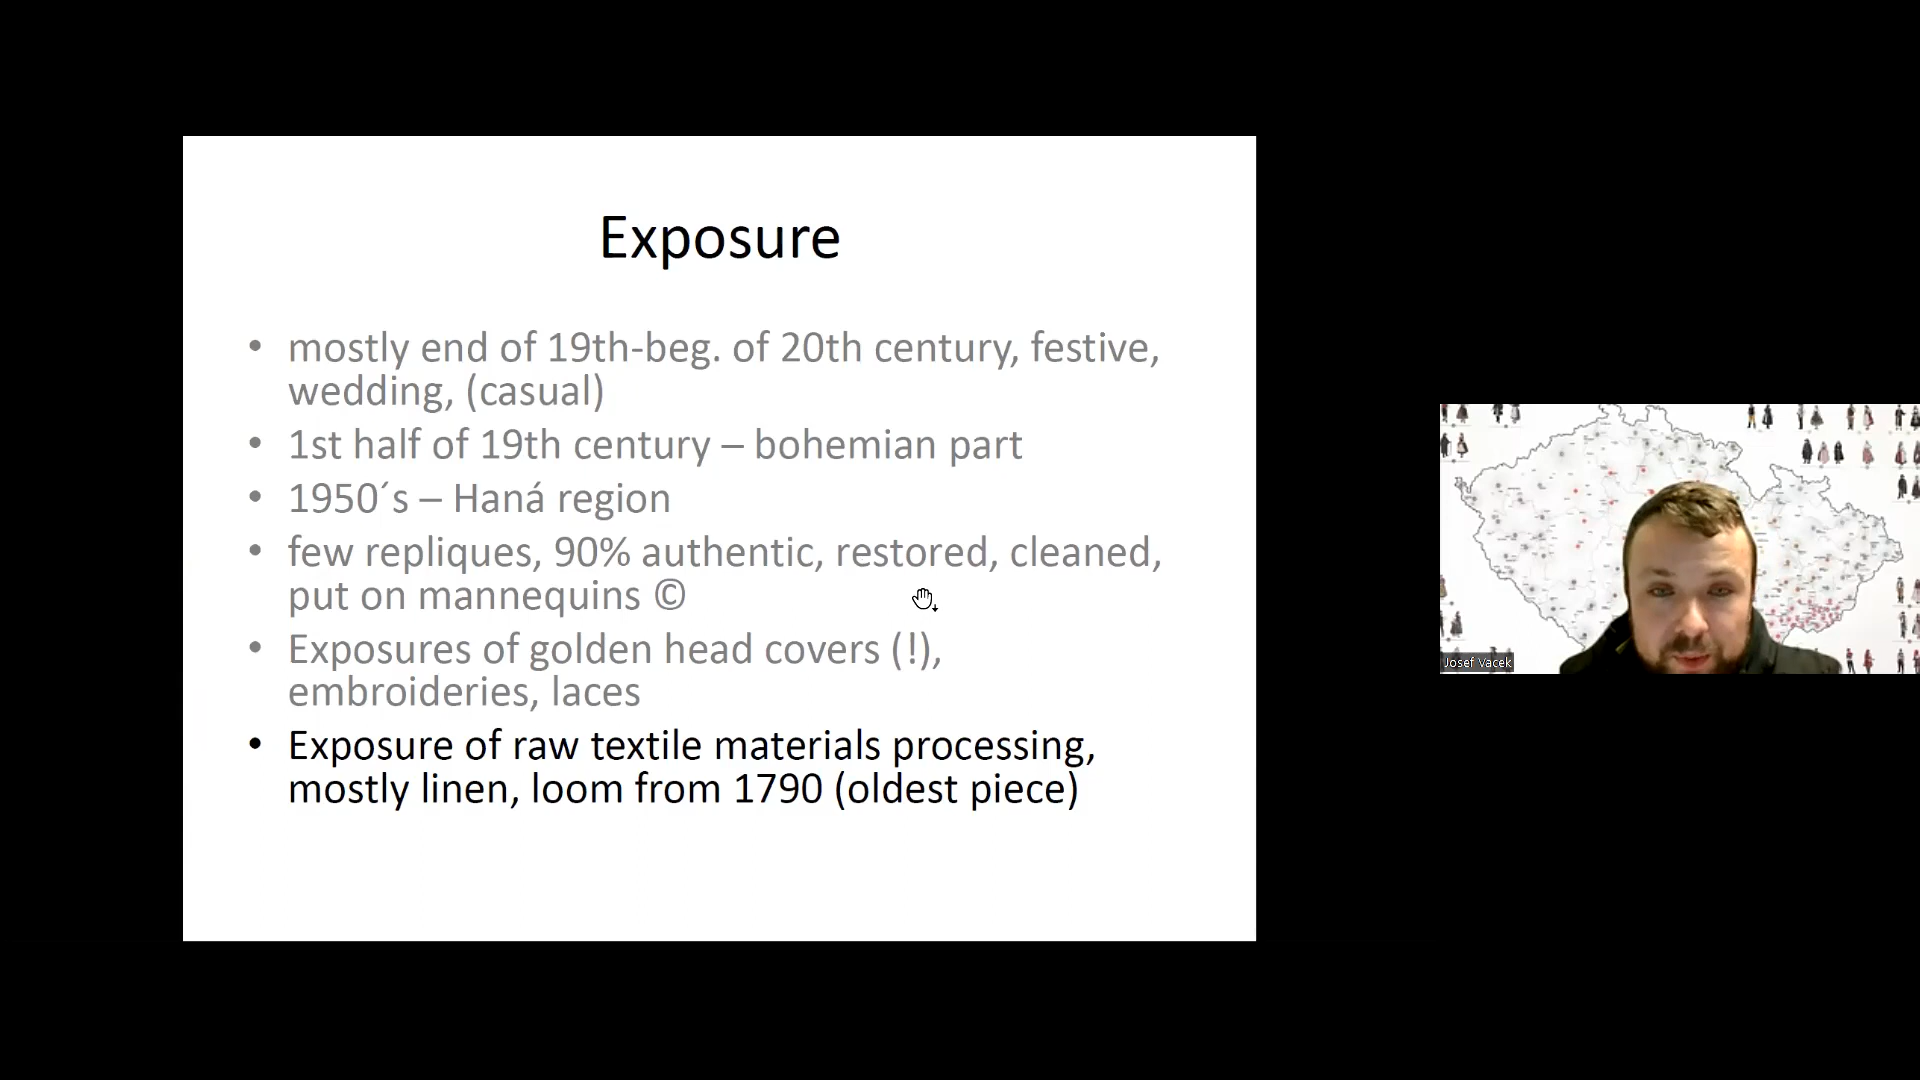 Exposure
• mostly end of 19th-beg. of 20th century, festive,
wedding, (casual)
• 1st half of 19th century – bohemian part
• 1950´s – Haná region
• few repliques, 90% authentic, restored, cleaned,
put on mannequins ©
• Exposures of golden head covers (!),
embroideries, laces
• Exposure of raw textile materials processing,
mostly linen, loom from 1790 (oldest piece)
Josef Vacek